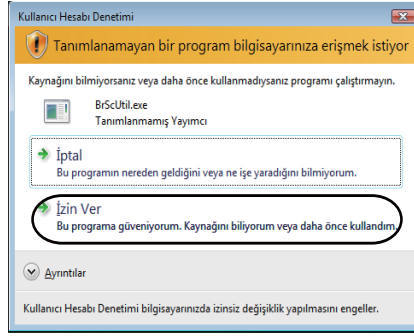 Kullanıcı Hesabı Denetimi
Tanımlanamayan bir program bilgisayarınıza erişmek istiyor
Kaynağını bilmiyorsanız veya daha önce kullanmadıysanız programı çalıştırmayın.
BrScUtil.exe
Tanımlanmamış Yayımcı
İptal
Bu programın nereden geldiğini veya ne işe yaradığını bilmiyorum.
İzin Ver
Bu programa güveniyorum. Kaynağını biliyorum veya daha önce kullandım.
Ayrıntılar
Kullanıcı Hesabı Denetimi bilgisayarınızda izinsiz değişiklik yapılmasını engeller.